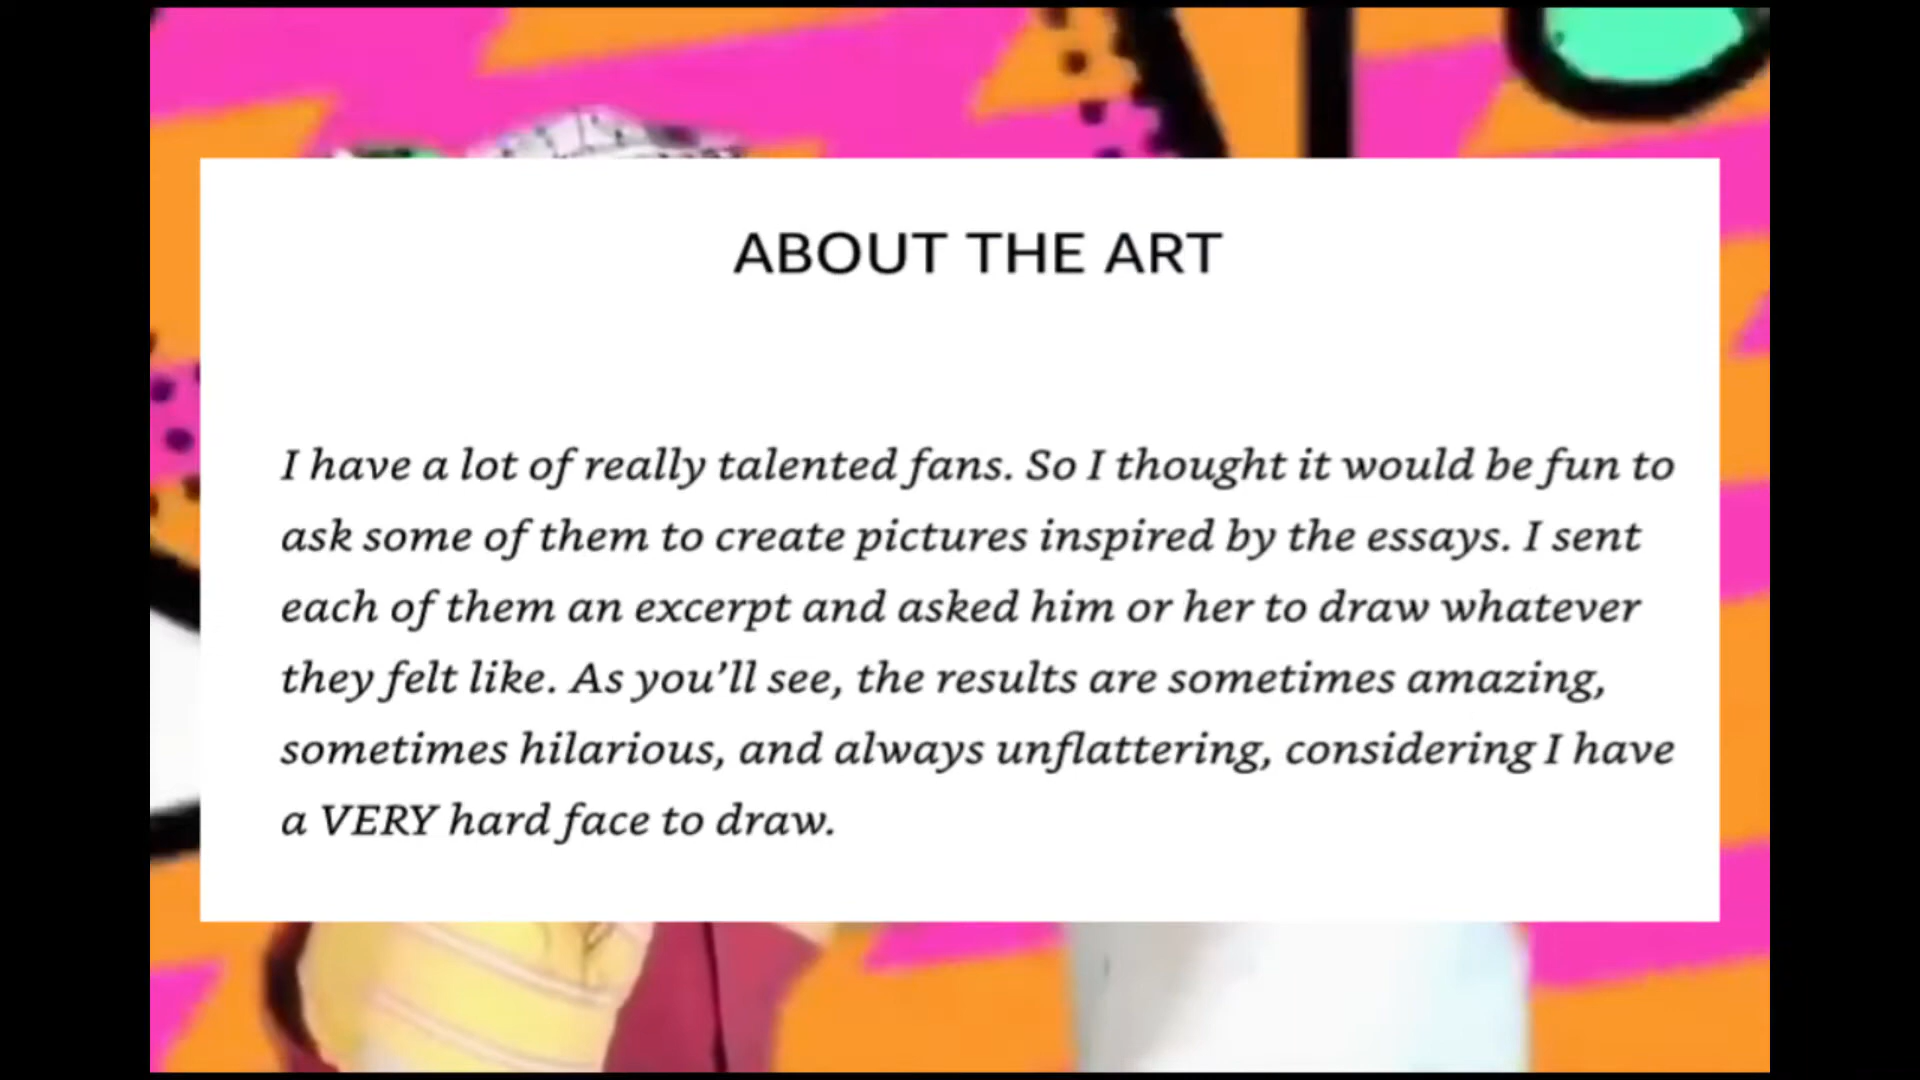 ABOUT THE ART
I have a lot of really talented fans. So I thought it would be fun to
ask some of them to create pictures inspired by the essays. I sent
each of them an excerpt and asked him or her to draw whatever
they felt like. As you’ll see, the results are sometimes amazing,
sometimes hilarious, and always unflattering, considering I have
a VERY hard face to draw.